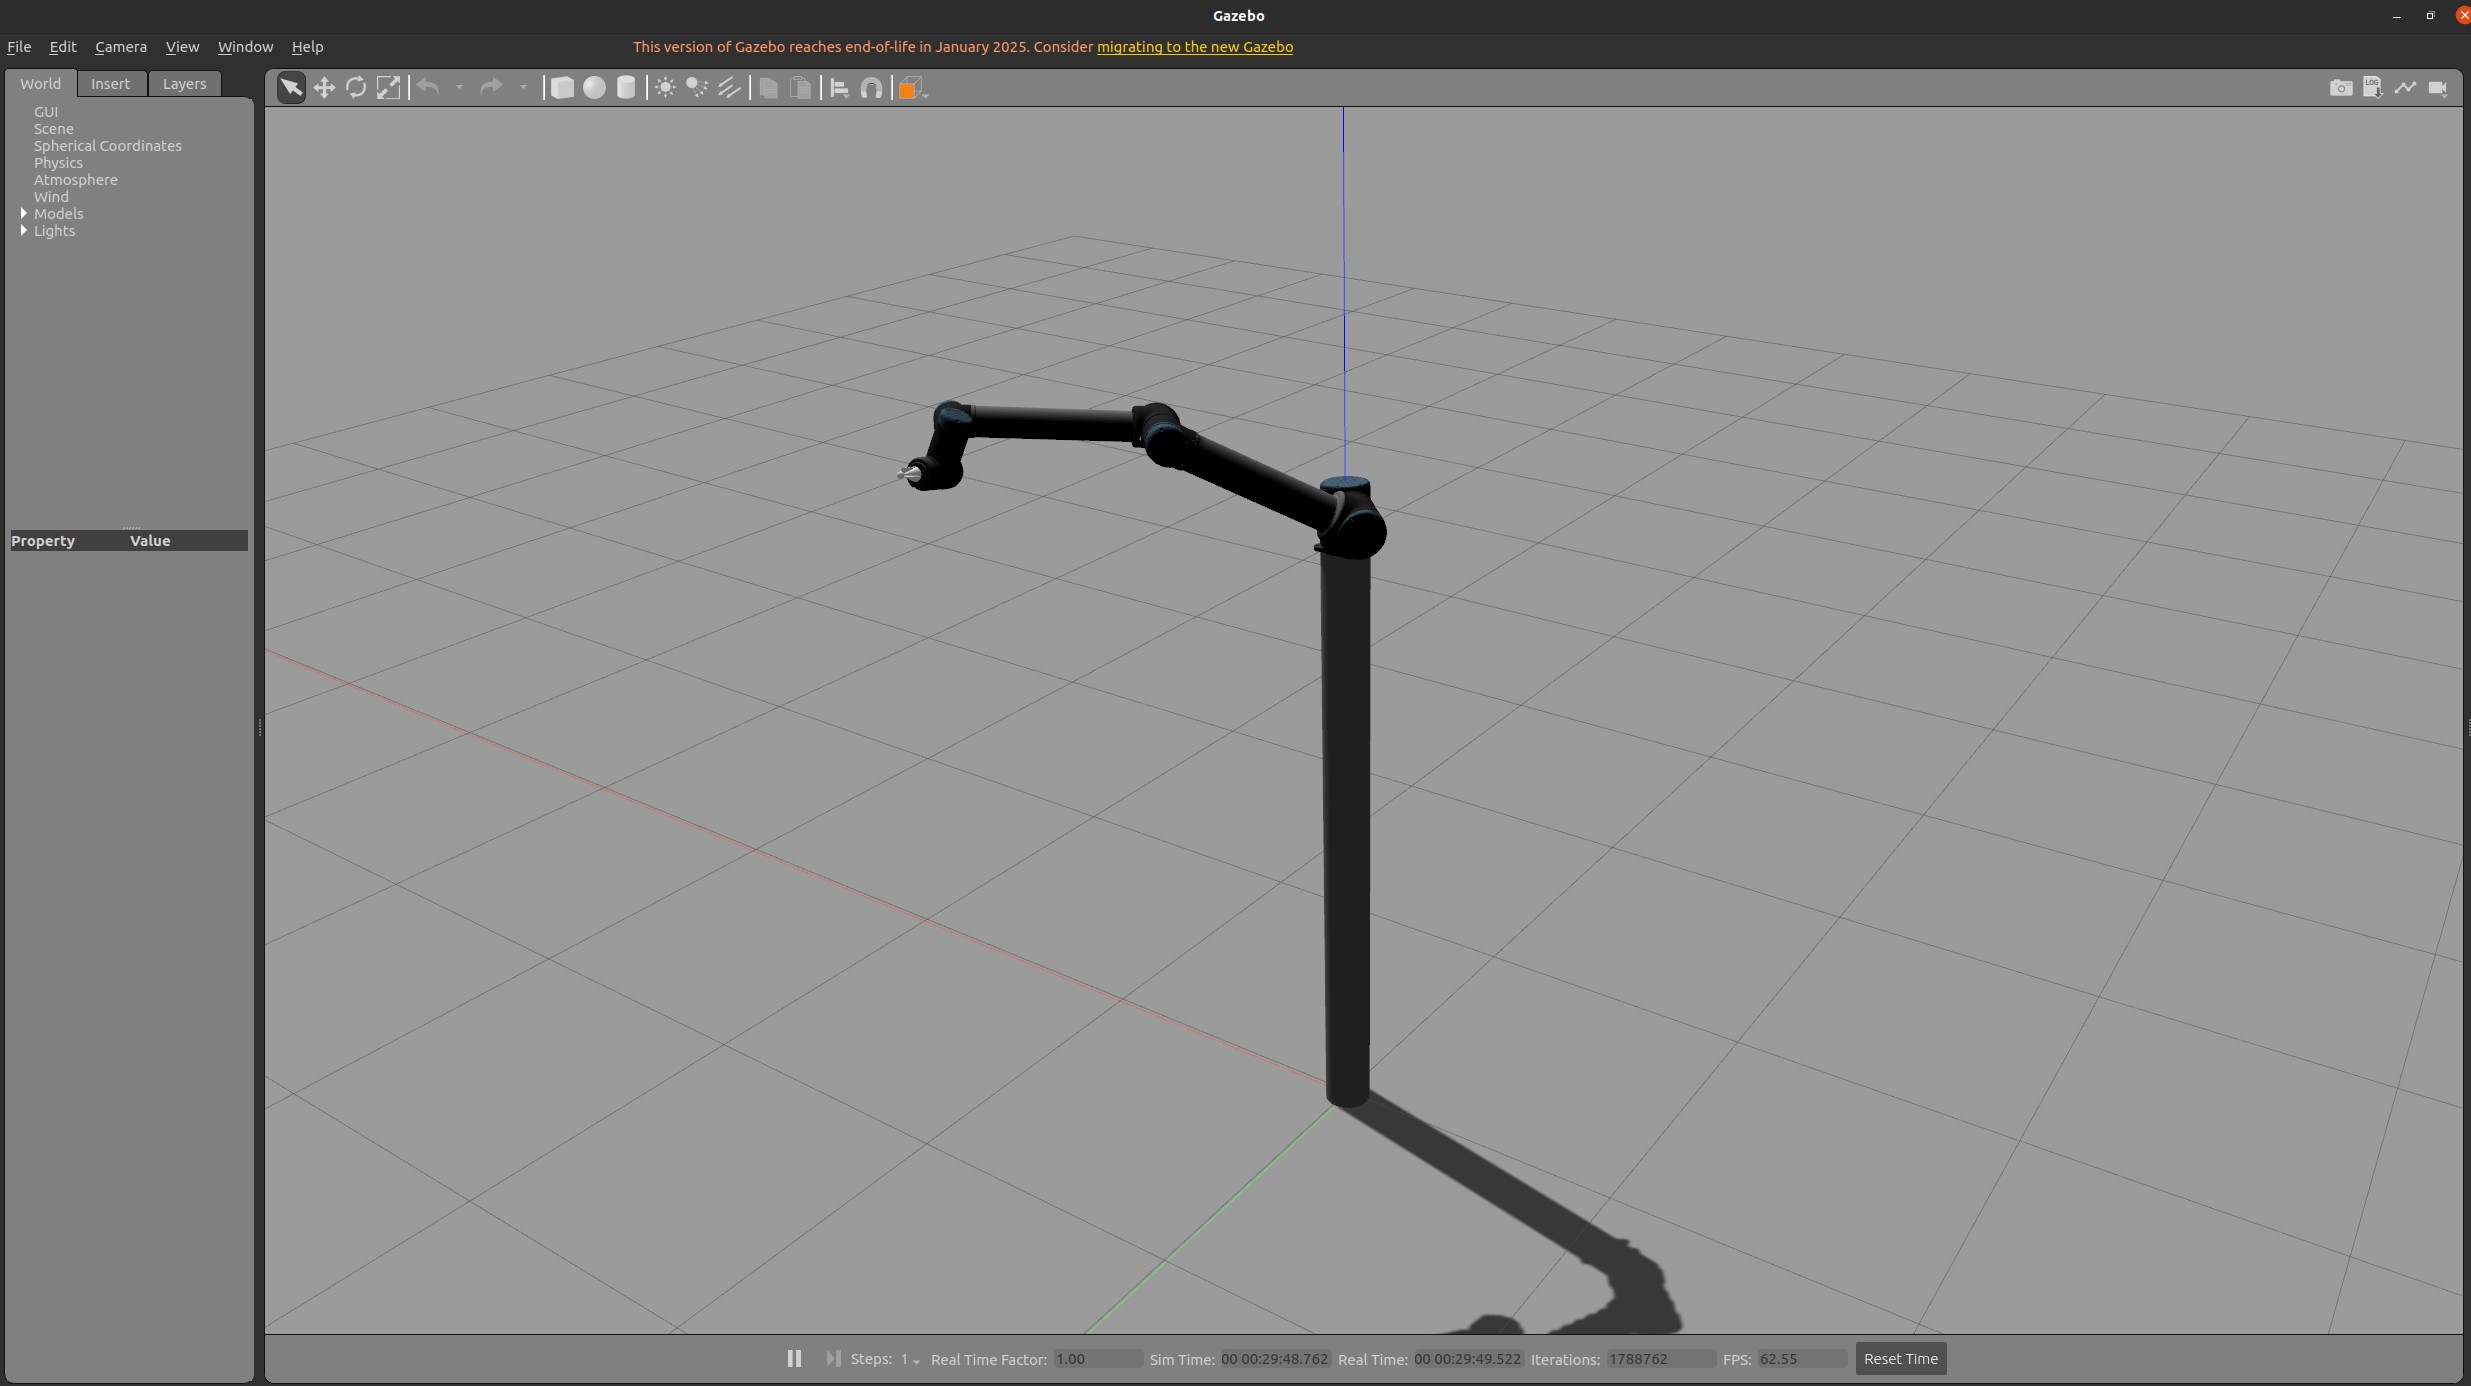 Gazebo
File Edit Camera View Window Help
This version of Gazebo reaches end-of-life in January 2025. Consider migrating to the new Gazebo
World Insert Layers
LOG
GUI
Scene
Spherical Coordinates
Physics
Atmosphere
Wind
Models
Lights
Property Value
Steps: 1 Real Time Factor: 1.00 Sim Time: 00 00:29:48.762 Real Time: 00 00:29:49.522 Iterations: 1788762 FPS: 62.55 Reset Time